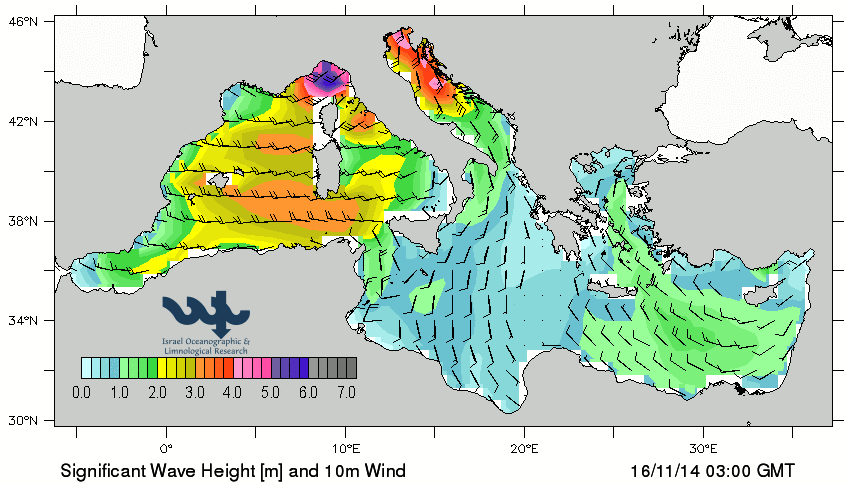 46°N
42°N
38°N
34°N
30°N
Israel Oceanographic &
Limnological Research
0.0 1.0 2.0 3.0 4.0 5.0 6.0 7.0
0° 10°E 20°E 30°E
Significant Wave Height [m] and 10m Wind 16/11/14 03:00 GMT